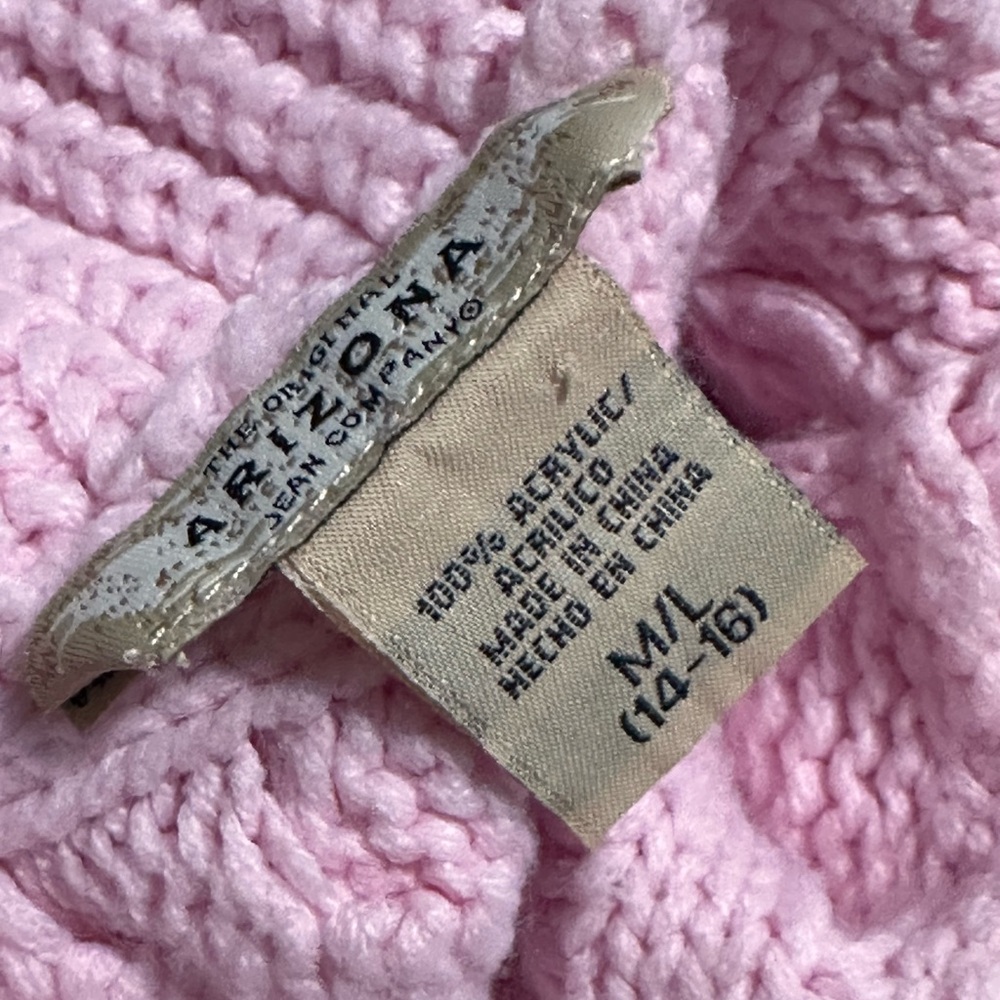 THE ORIGINAL
ARIZONA
JEAN COMPANY®
100% ACRYLIC/
ACRILICO
MADE IN CHINA
HECHO EN CHINA
M/L
(14-16)